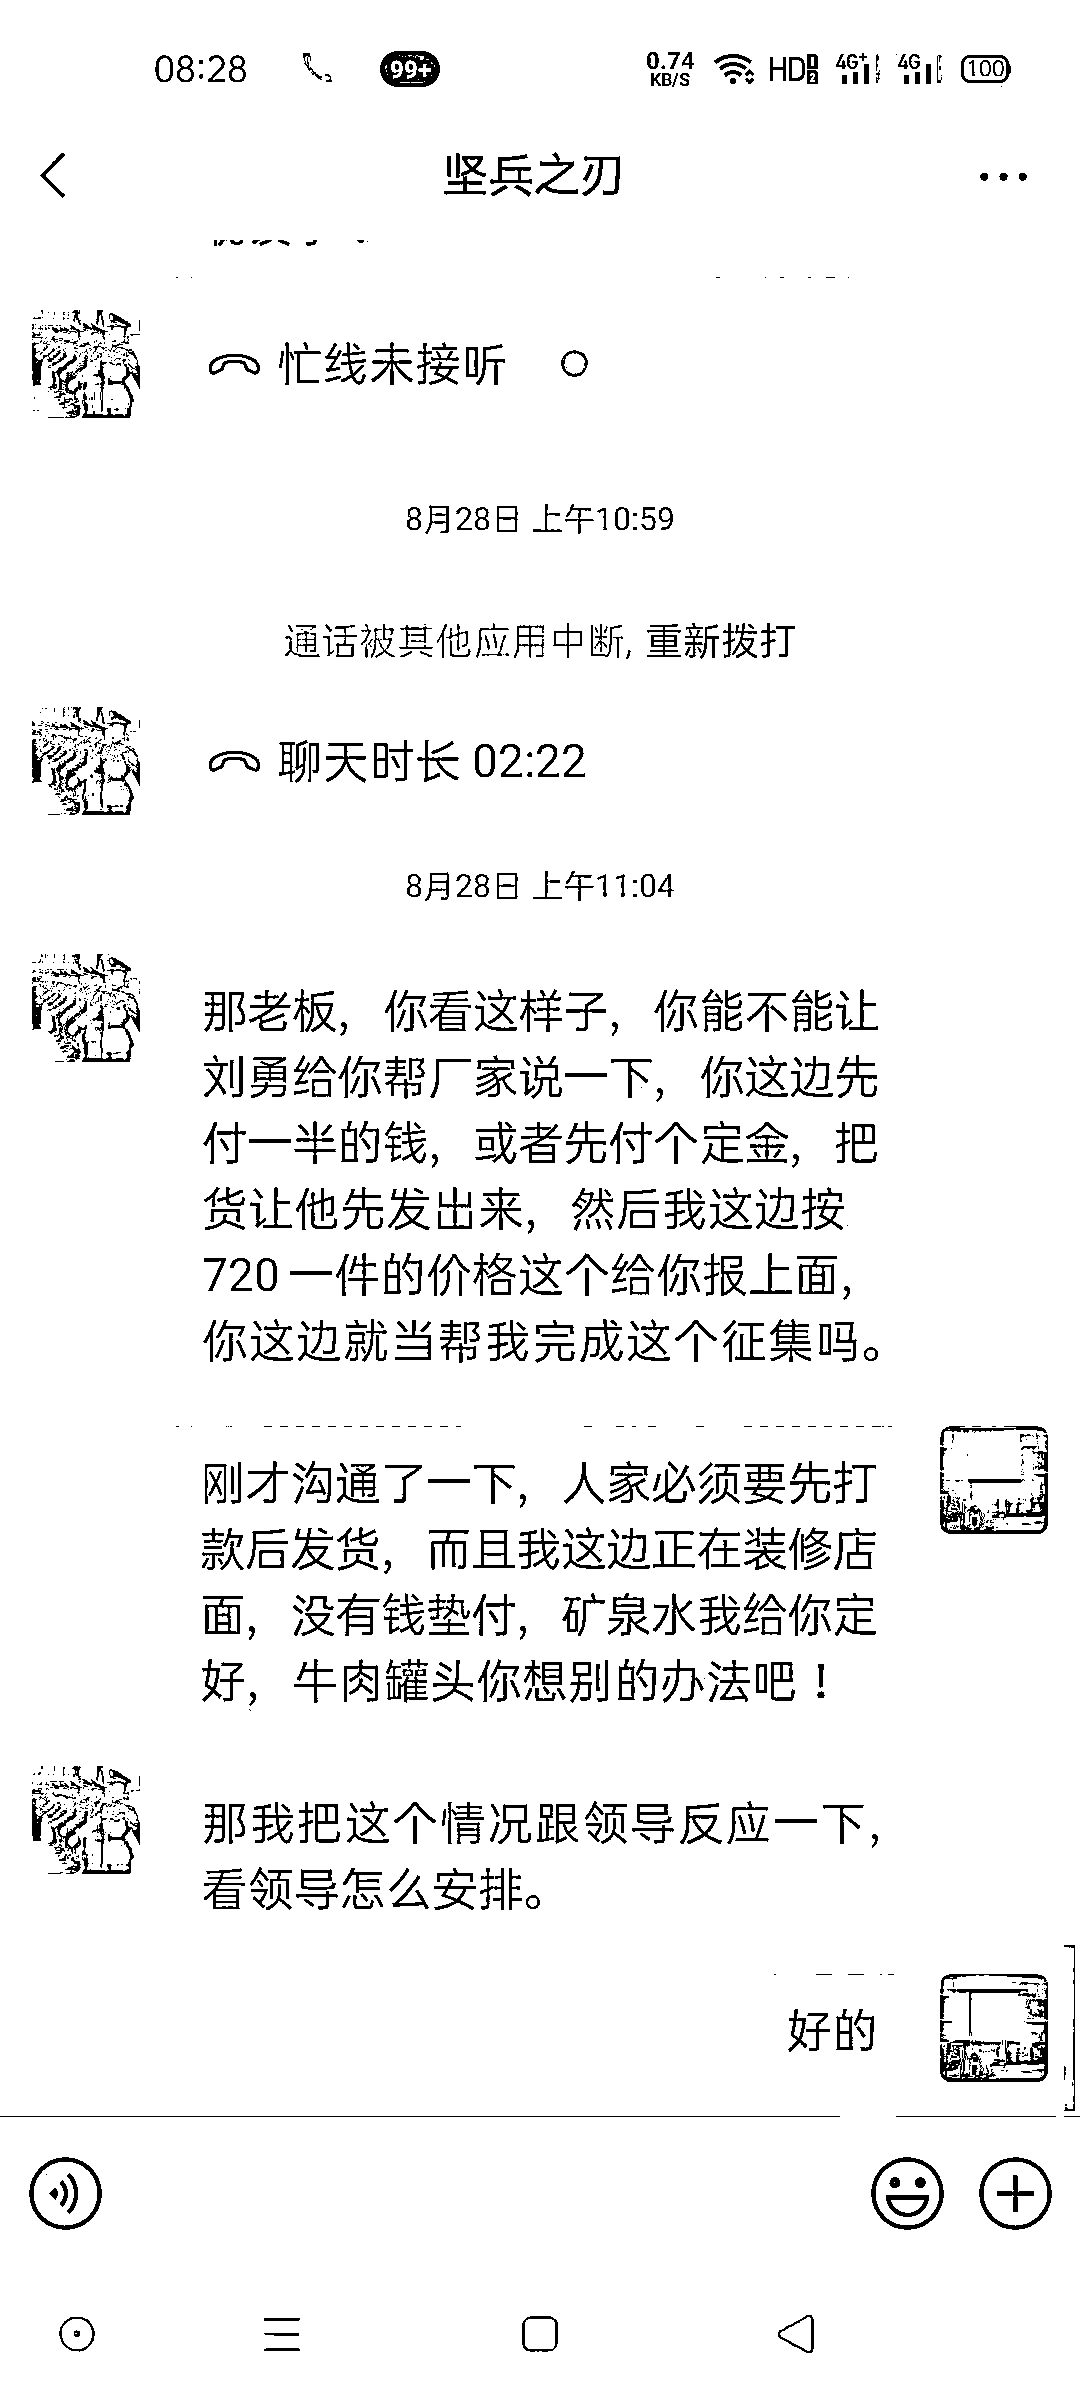 08:28
99+
0.74
KB/S
HD
4G+
4G
100
坚兵之刃
忙线未接听
8月28日 上午10:59
通话被其他应用中断, 重新拨打
聊天时长 02:22
8月28日 上午11:04
那老板，你看这样子，你能不能让
刘勇给你帮厂家说一下，你这边先
付一半的钱，或者先付个定金，把
货让他先发出来，然后我这边按
720一件的价格这个给你报上面，
你这边就当帮我完成这个征集吗。
刚才沟通了一下，人家必须要先打
款后发货，而且我这边正在装修店
面，没有钱垫付，矿泉水我给你定
好，牛肉罐头你想别的办法吧！
那我把这个情况跟领导反应一下，
看领导怎么安排。
好的